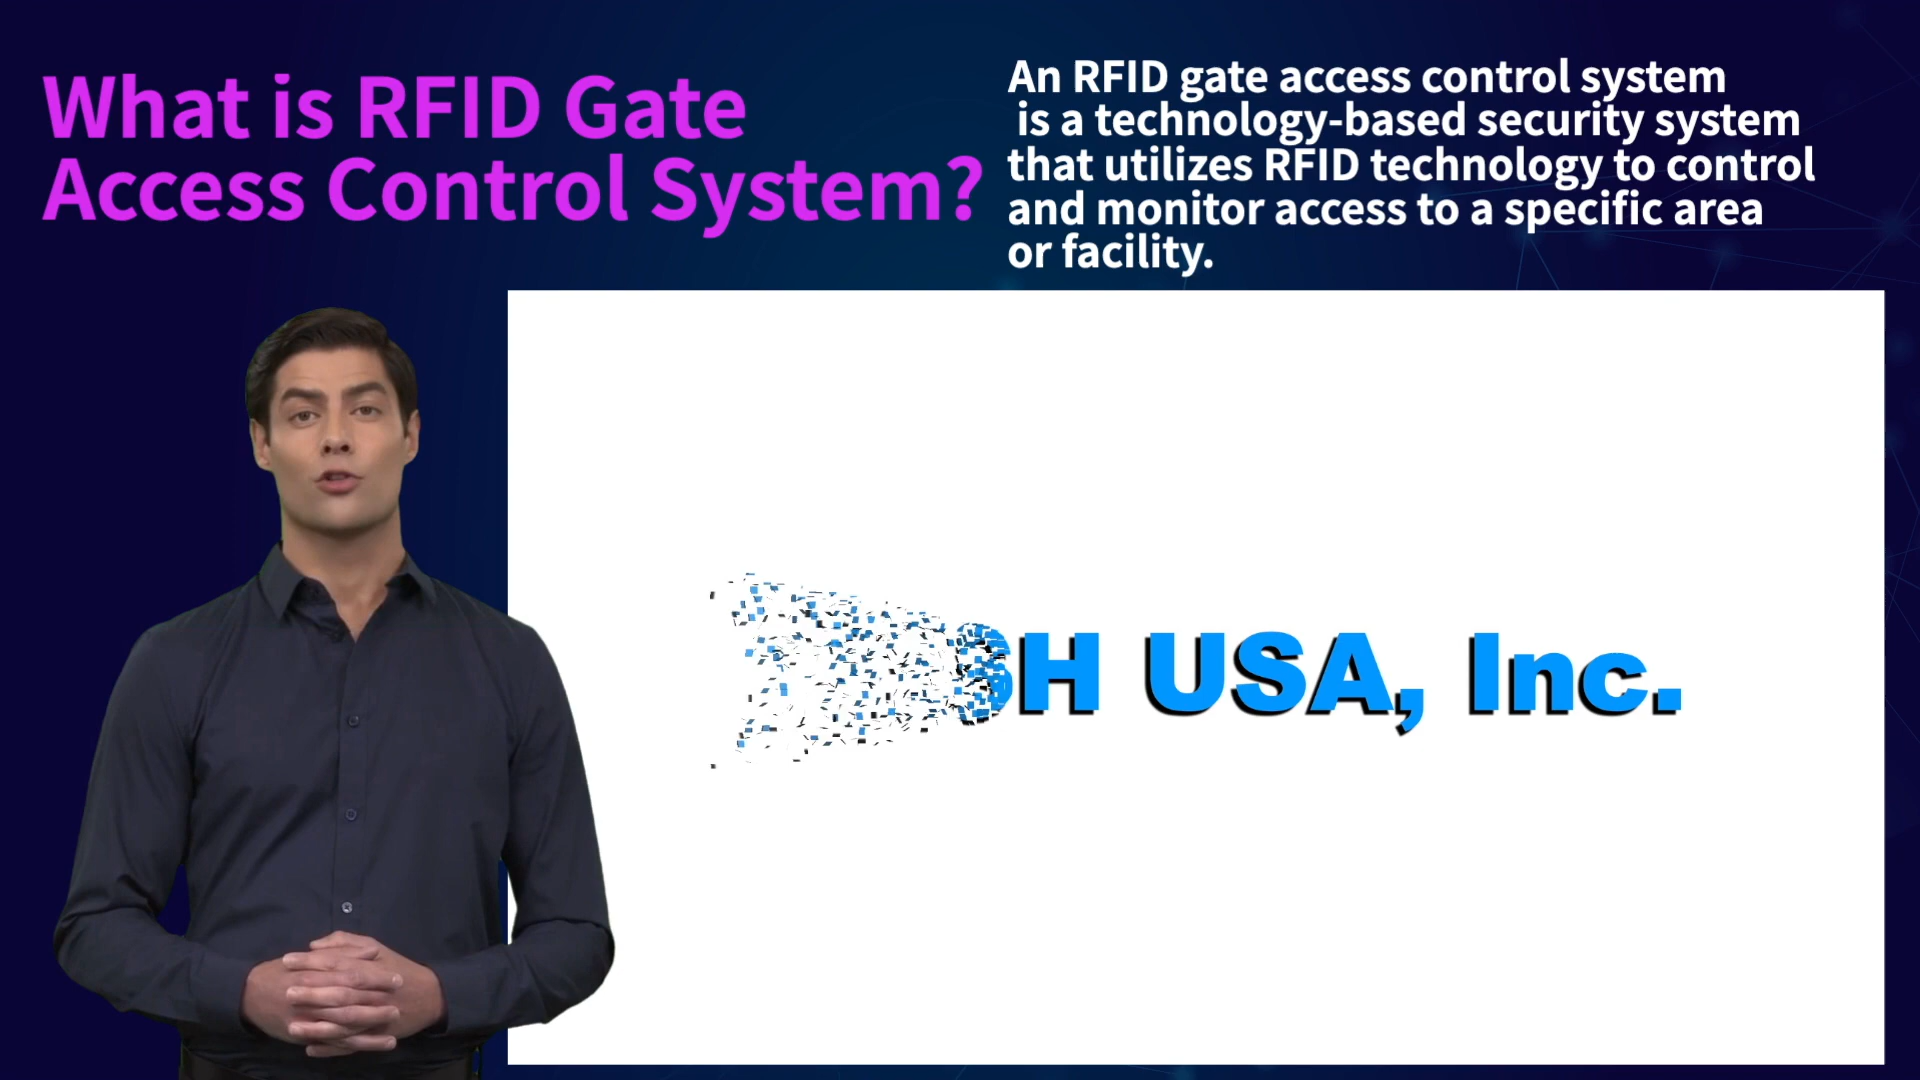 What is RFID Gate
Access Control System?
An RFID gate access control system
is a technology-based security system
that utilizes RFID technology to control
and monitor access to a specific area
or facility.
H USA, Inc.